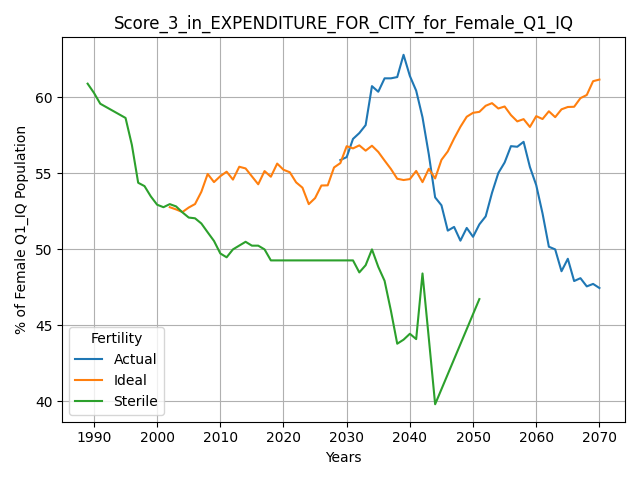 Score_3_in_EXPENDITURE_FOR_CITY_for_Female_Q1_IQ
% of Female Q1_IQ Population
60
55
50
45
40
Fertility
Actual
Ideal
Sterile
1990 2000 2010 2020 2030 2040 2050 2060 2070
Years